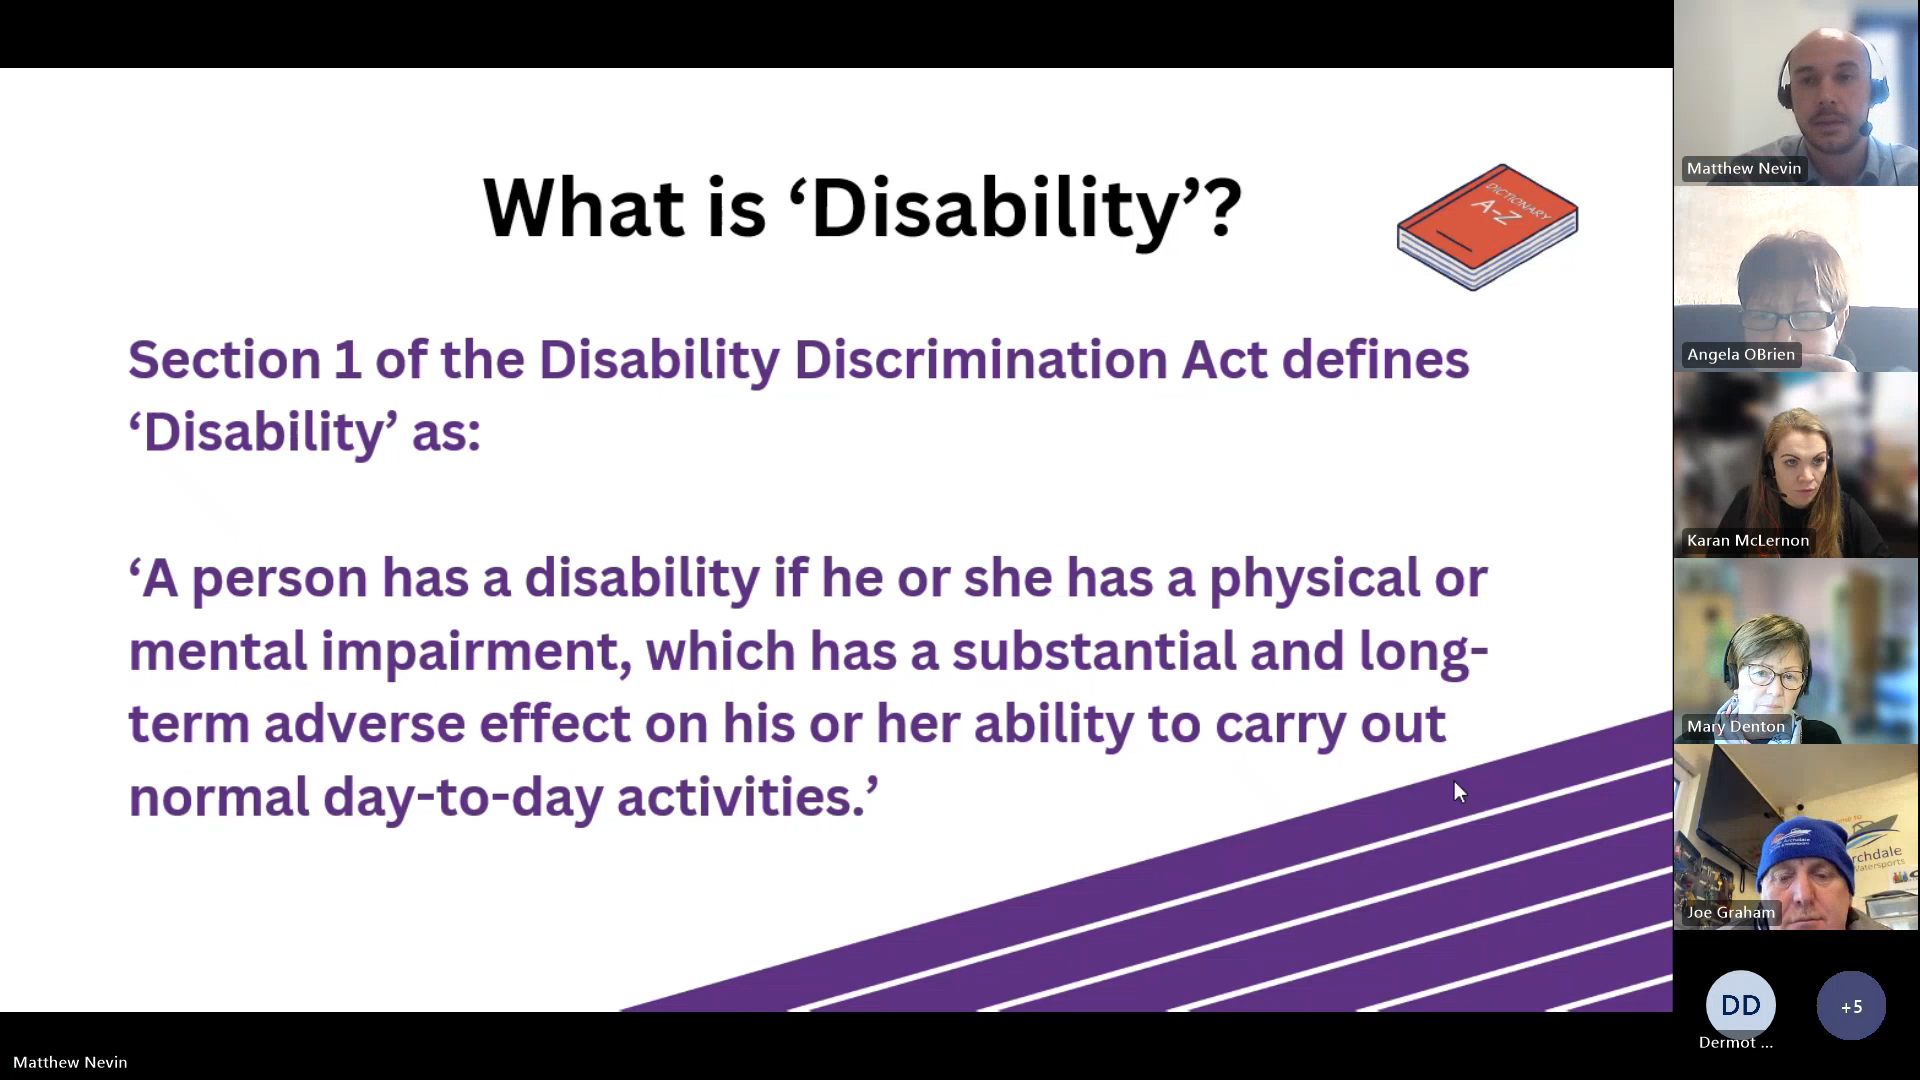 What is ‘Disability’?
DICTIONARY
A-Z
Section 1 of the Disability Discrimination Act defines
‘Disability’ as:
‘A person has a disability if he or she has a physical or
mental impairment, which has a substantial and long-
term adverse effect on his or her ability to carry out
normal day-to-day activities.’
Matthew Nevin
Matthew Nevin
Angela OBrien
Karan McLernon
Mary Denton
Archdale
rchdale
Watersports
Joe Graham
DD
+5
Dermot ...